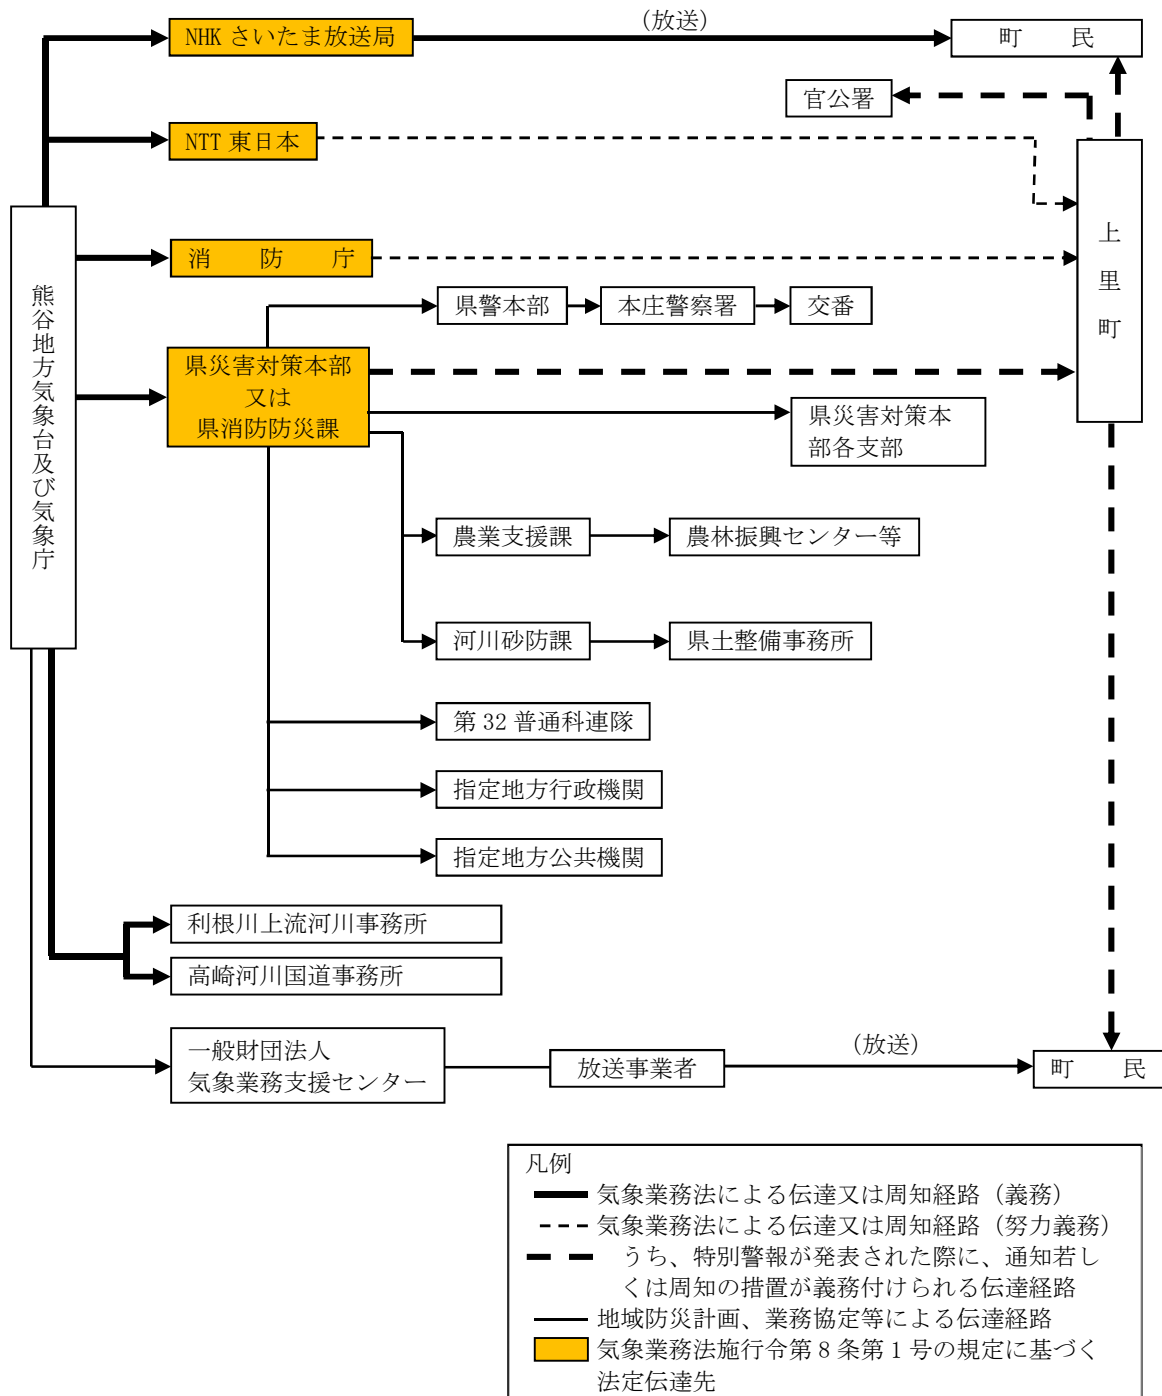 NHK さいたま放送局
（放送）
町　　民
官公署
NTT 東日本
上里町
消　防　庁
熊谷地方気象台及び気象庁
県警本部
本庄警察署
交番
県災害対策本部
又は
県消防防災課
県災害対策本
部各支部
農業支援課
農林振興センター等
河川砂防課
県土整備事務所
第 32 普通科連隊
指定地方行政機関
指定地方公共機関
利根川上流河川事務所
高崎河川国道事務所
一般財団法人
気象業務支援センター
放送事業者
（放送）
町　　民
凡例
気象業務法による伝達又は周知経路（義務）
気象業務法による伝達又は周知経路（努力義務）
うち、特別警報が発表された際に、通知若し
くは周知の措置が義務付けられる伝達経路
地域防災計画、業務協定等による伝達経路
気象業務法施行令第８条第１号の規定に基づく
法定伝達先